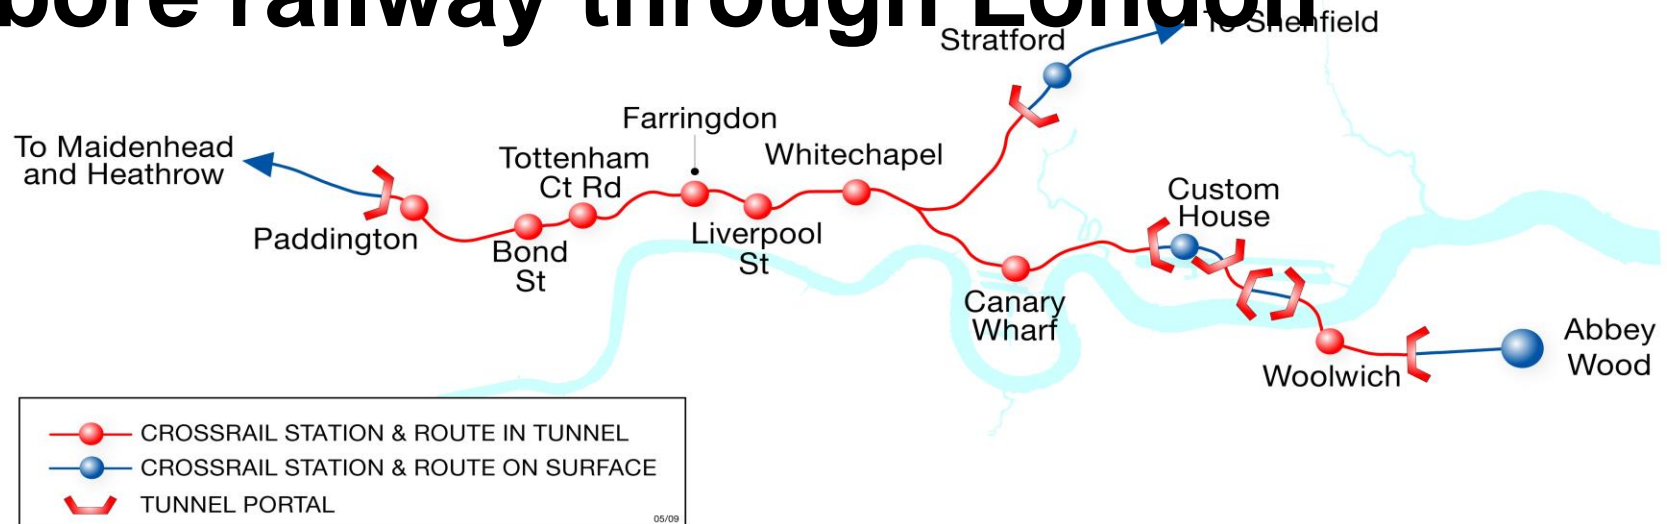 bore railway through London
To Shenfield
Stratford
Farringdon
To Maidenhead
and Heathrow
Tottenham
Ct Rd
Whitechapel
Custom
House
Paddington
Bond
St
Liverpool
St
Canary
Wharf
Abbey
Wood
Woolwich
CROSSRAIL STATION & ROUTE IN TUNNEL
CROSSRAIL STATION & ROUTE ON SURFACE
TUNNEL PORTAL
05/09